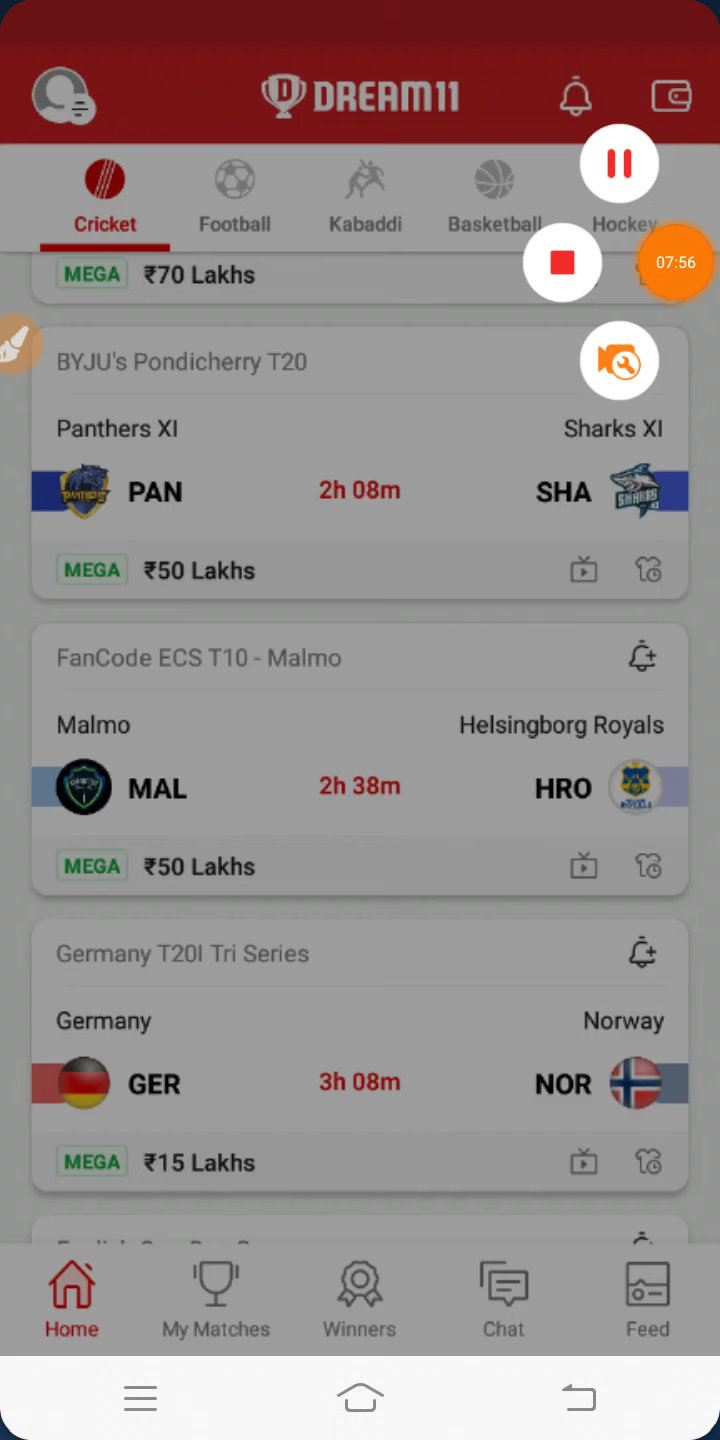 DREAM11
Cricket
Football
Kabaddi
Basketball
Hockey
07:56
MEGA ₹70 Lakhs
BYJU's Pondicherry T20
Panthers XI
Sharks XI
PAN
2h 08m
SHA
MEGA ₹50 Lakhs
FanCode ECS T10 - Malmo
Malmo
Helsingborg Royals
MAL
2h 38m
HRO
MEGA ₹50 Lakhs
Germany T20I Tri Series
Germany
Norway
GER
3h 08m
NOR
MEGA ₹15 Lakhs
Home
My Matches
Winners
Chat
Feed